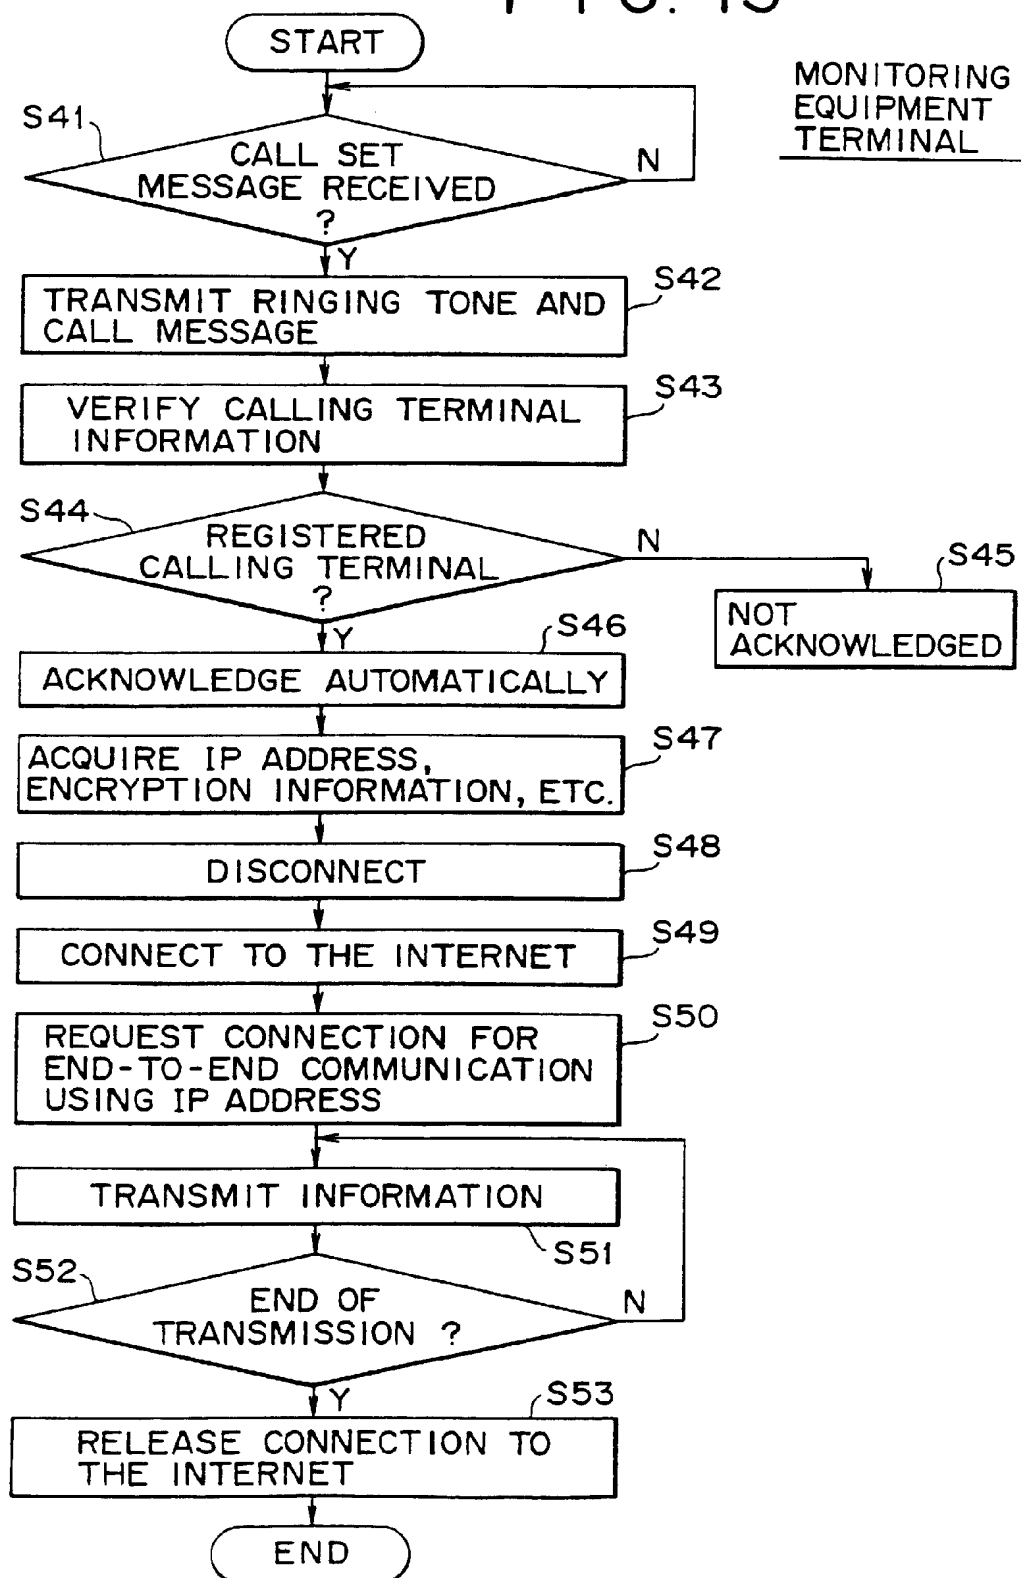 START
MONITORING
EQUIPMENT
TERMINAL
S41
CALL SET
MESSAGE RECEIVED
?
N
Y
S42
TRANSMIT RINGING TONE AND
CALL MESSAGE
S43
VERIFY CALLING TERMINAL
INFORMATION
S44
REGISTERED
CALLING TERMINAL
?
N
S45
NOT
ACKNOWLEDGED
Y
S46
ACKNOWLEDGE AUTOMATICALLY
S47
ACQUIRE IP ADDRESS,
ENCRYPTION INFORMATION, ETC.
S48
DISCONNECT
S49
CONNECT TO THE INTERNET
S50
REQUEST CONNECTION FOR
END-TO-END COMMUNICATION
USING IP ADDRESS
TRANSMIT INFORMATION
S51
S52
END OF
TRANSMISSION ?
N
Y
S53
RELEASE CONNECTION TO
THE INTERNET
END